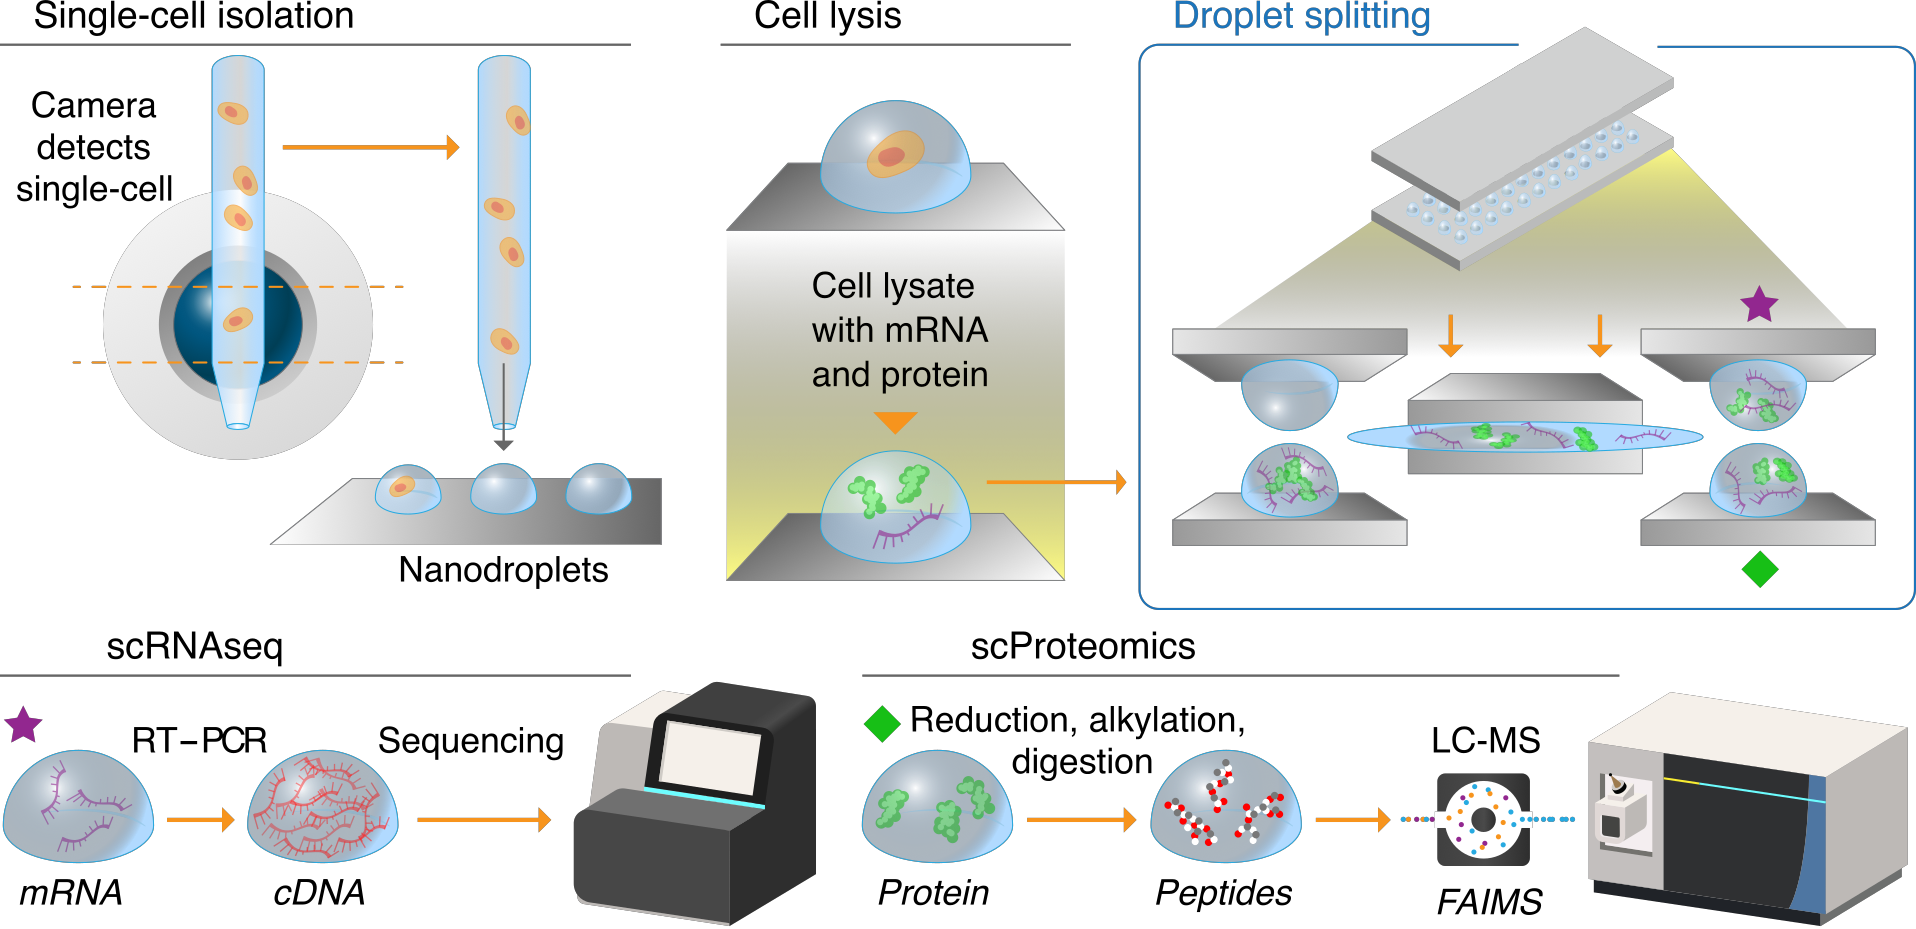 Single-cell isolation
Camera
detects
single-cell
Nanodroplets
Cell lysis
Cell lysate
with mRNA
and protein
Droplet splitting
scRNAseq
RT–PCR
Sequencing
mRNA
cDNA
scProteomics
Reduction, alkylation,
digestion
LC-MS
Protein
Peptides
FAIMS